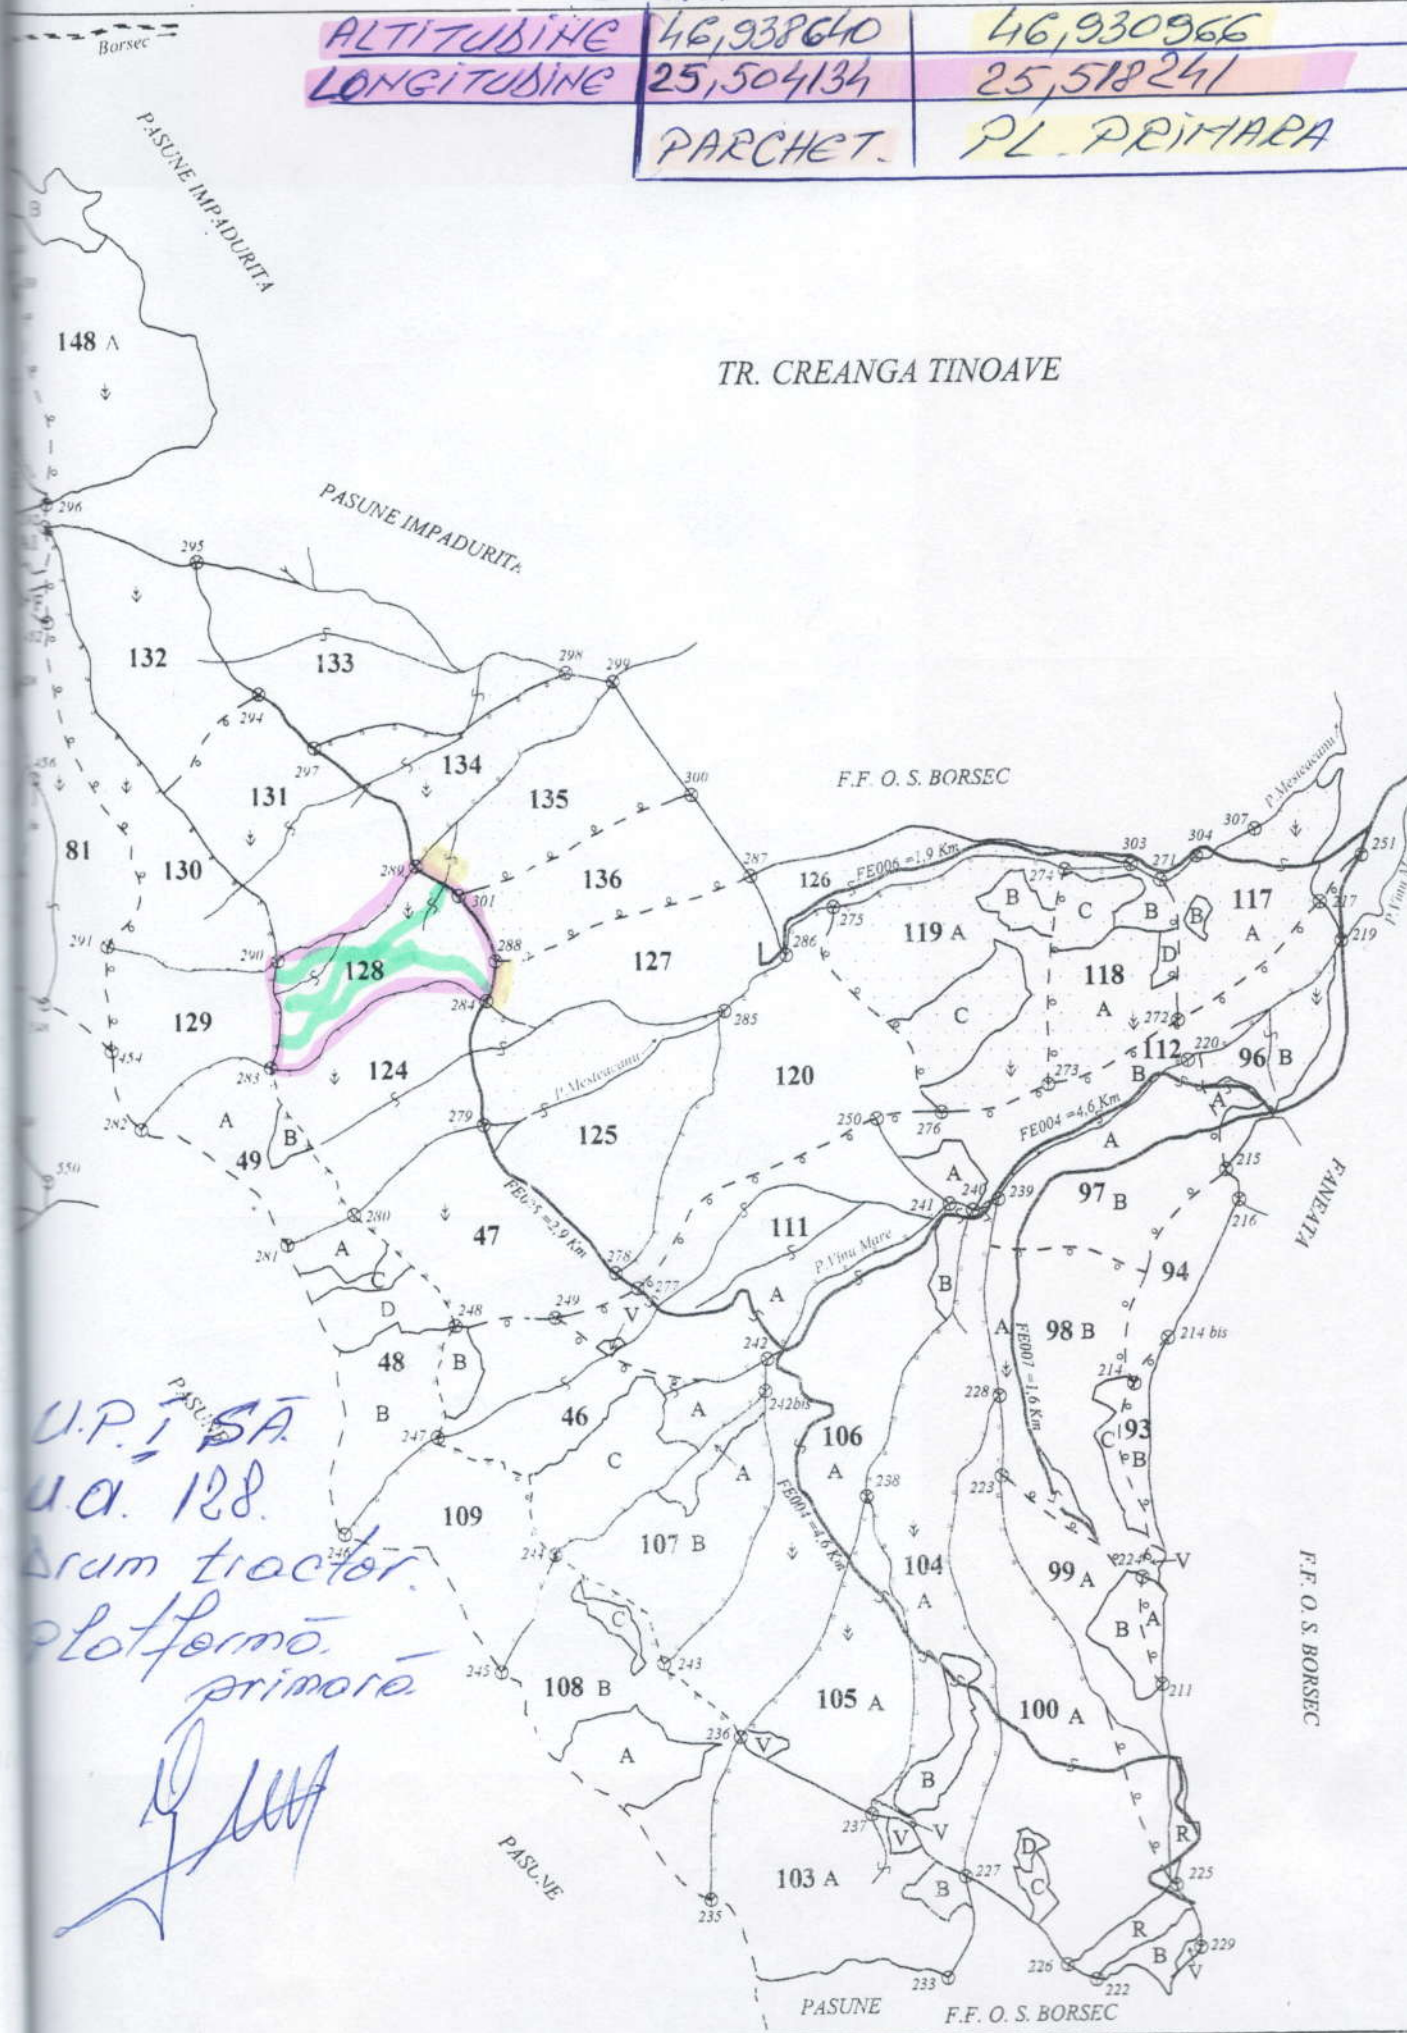 Borsec
ALTITUDINE 46,938640 46,930966
LONGITUDINE 25,504134 25,518241
PARCHET. PL. PRIMARA
PASUNE IMPADURITA
148 A
TR. CREANGA TINOAVE
296
PASUNE IMPADURITA
295
132
133
298
299
294
297
134
131
135
300
F.F. O. S. BORSEC
P.Mesteacanu
307
81
130
289
301
136
287
126
FE006 =1,9 Km
303
304
271
274
251
275
B
C
B
B
117
A
217
291
290
128
288
127
286
119 A
D
219
118
A
C
284
129
285
272
454
283
124
P.Mesteacanu
120
273
112
B
220
96 B
A
282
A
B
279
125
250
276
FE004 =4,6 Km
A
49
550
A
215
FANEATA
280
281
A
47
FE005 =2,9 Km
111
241
240
239
97 B
216
C
278
P.Vinu Mare
D
277
B
94
248
249
V
A
A
98 B
48
B
242
FE007 =1,6 Km
214 bis
214
PASUNE
B
242bis
228
U.P. I SA.
247
46
A
106
A
93
C
B
C
A
u.a. 128.
238
223
109
FE004 =4,6 Km
246
244
107 B
104
A
99 A
224
V
Drum tractor.
C
B
A
F.F. O. S. BORSEC
Platformă
primară
245
243
108 B
105 A
100 A
211
236
V
A
B
237
V
V
R
D
PASUNE
103 A
B
227
C
225
235
R
B
229
226
V
233
222
PASUNE
F.F. O. S. BORSEC